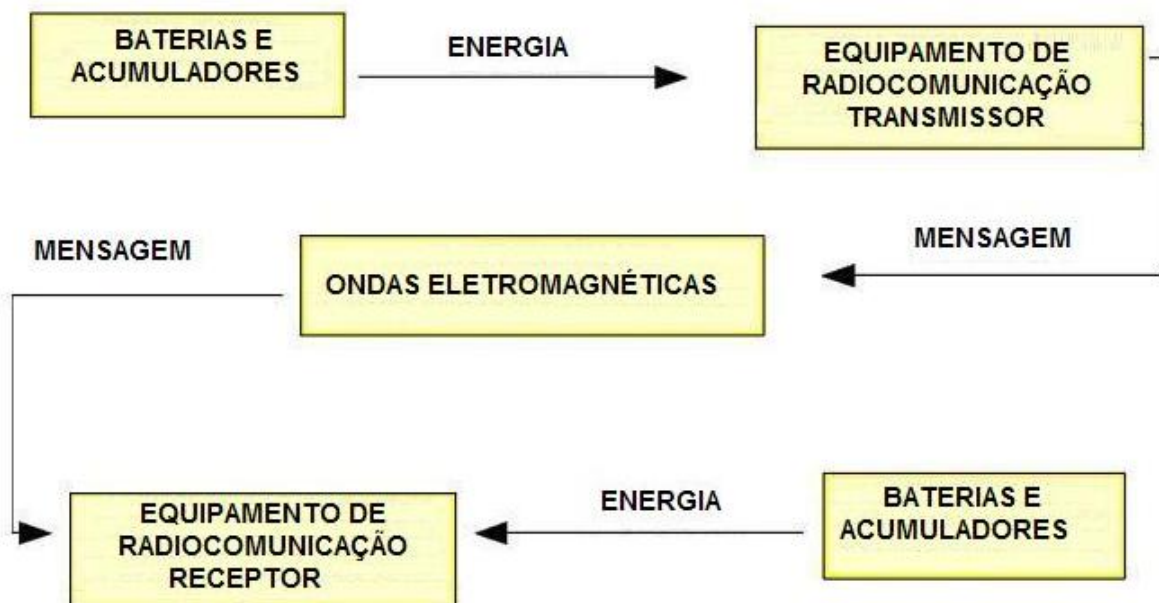 BATERIAS E
ACUMULADORES
ENERGIA
EQUIPAMENTO DE
RADIOCOMUNICAÇÃO
TRANSMISSOR
MENSAGEM
ONDAS ELETROMAGNÉTICAS
MENSAGEM
EQUIPAMENTO DE
RADIOCOMUNICAÇÃO
RECEPTOR
ENERGIA
BATERIAS E
ACUMULADORES